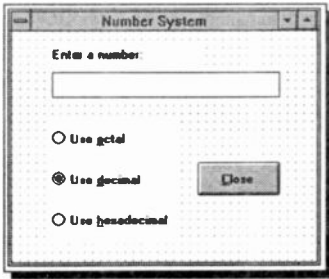 Number System
Enter a number:
Use octal
Use decimal
Close
Use hexadecimal